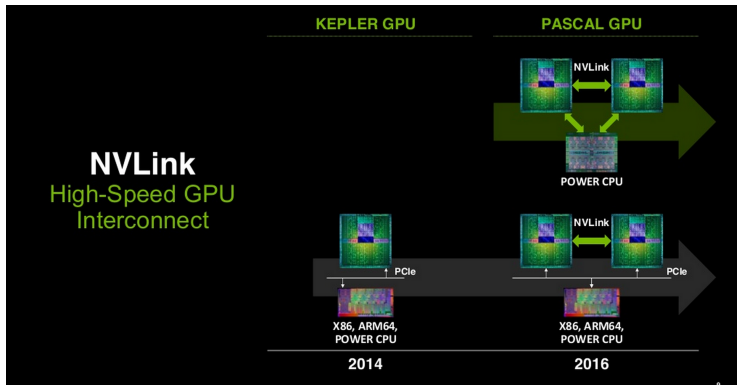 KEPLER GPU
PASCAL GPU
NVLink
POWER CPU
NVLink
High-Speed GPU
Interconnect
NVLink
PCIe
PCIe
X86, ARM64,
POWER CPU
X86, ARM64,
POWER CPU
2014
2016